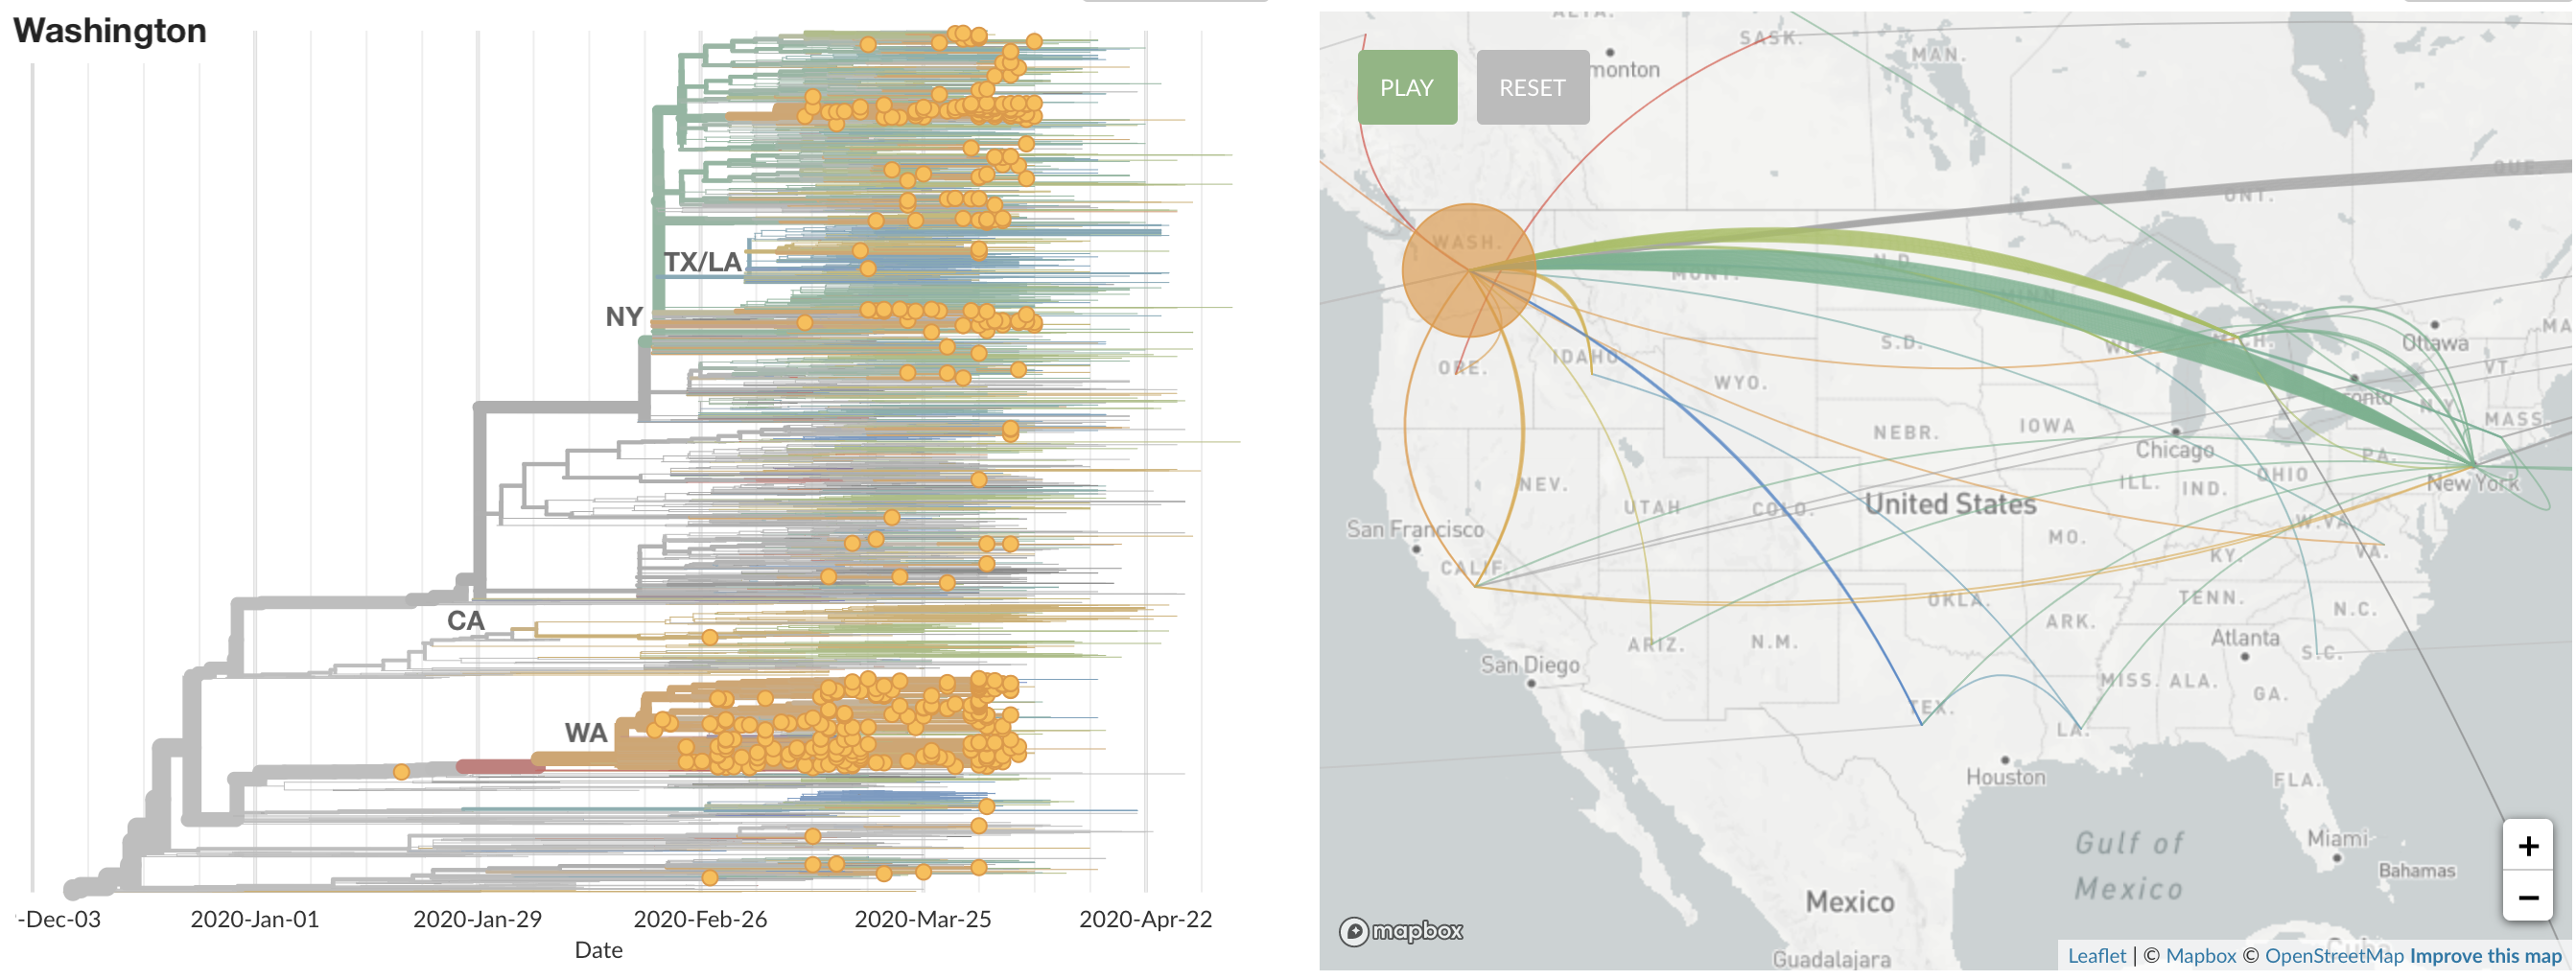 Washington
TX/LA
NY
CA
WA
-Dec-03
2020-Jan-01
2020-Jan-29
2020-Feb-26
2020-Mar-25
2020-Apr-22
Date
PLAY
RESET
ALTA.
SASK.
MAN.
monton
ONT.
QUE.
WASH.
MONT.
N.D.
MINN.
ORE.
IDAHO
S.D.
WYO.
Ottawa
VT.
MA
N.Y.
MASS.
NEBR.
IOWA
Chicago
PA.
New York
NEV.
UTAH
COLO.
United States
ILL.
IND.
OHIO
W.VA.
VA.
San Francisco
CALIF.
MO.
KY.
OKLA.
TENN.
N.C.
ARK.
Atlanta
S.C.
San Diego
ARIZ.
N.M.
MISS.
ALA.
GA.
TEX.
LA.
Houston
FLA.
Gulf of
Mexico
Miami
Bahamas
Mexico
Guadalajara
Cuba
+
−
mapbox
Leaflet | © Mapbox © OpenStreetMap Improve this map